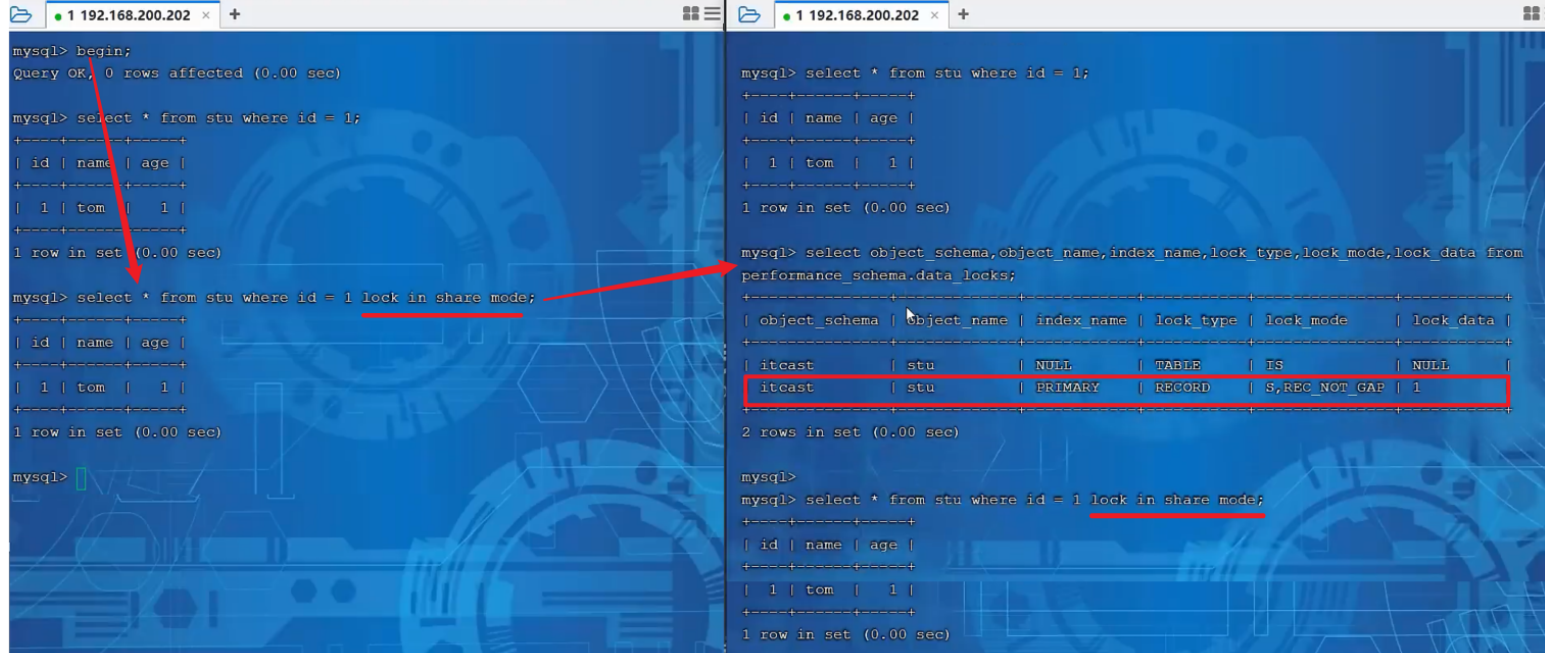 1 192.168.200.202 × +
mysql> begin;
Query OK, 0 rows affected (0.00 sec)
mysql> select * from stu where id = 1;
+----+------+-----+
| id | name | age |
+----+------+-----+
|  1 | tom  |   1 |
+----+------+-----+
1 row in set (0.00 sec)
mysql> select * from stu where id = 1 lock in share mode;
+----+------+-----+
| id | name | age |
+----+------+-----+
|  1 | tom  |   1 |
+----+------+-----+
1 row in set (0.00 sec)
mysql>
1 192.168.200.202 × +
mysql> select * from stu where id = 1;
+----+------+-----+
| id | name | age |
+----+------+-----+
|  1 | tom  |   1 |
+----+------+-----+
1 row in set (0.00 sec)
mysql> select object_schema,object_name,index_name,lock_type,lock_mode,lock_data from
performance_schema.data_locks;
+---------------+-------------+------------+-----------+---------------+-----------+
| object_schema | object_name | index_name | lock_type | lock_mode     | lock_data |
+---------------+-------------+------------+-----------+---------------+-----------+
| itcast        | stu         | NULL       | TABLE     | IS            | NULL      |
| itcast        | stu         | PRIMARY    | RECORD    | S,REC_NOT_GAP | 1         |
+---------------+-------------+------------+-----------+---------------+-----------+
2 rows in set (0.00 sec)
mysql>
mysql> select * from stu where id = 1 lock in share mode;
+----+------+-----+
| id | name | age |
+----+------+-----+
|  1 | tom  |   1 |
+----+------+-----+
1 row in set (0.00 sec)